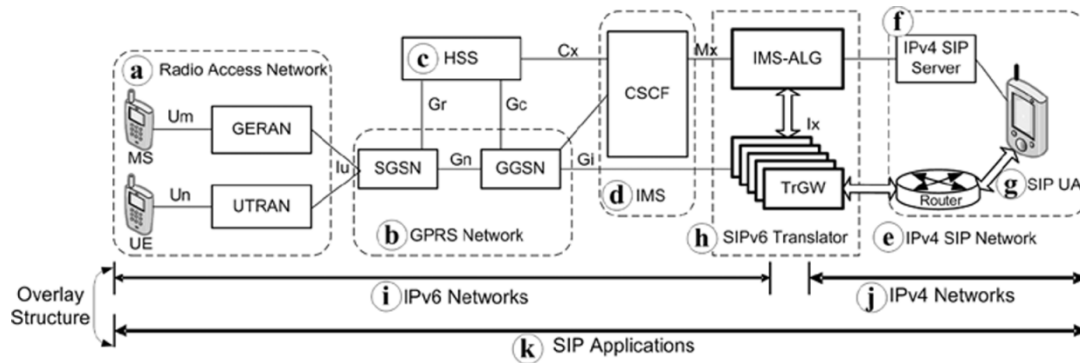 f
a Radio Access Network
c HSS
Cx
CSCF
Mx
IMS-ALG
IPv4 SIP
Server
Um
MS
GERAN
Gr
Gc
Ix
Iu
SGSN
Gn
GGSN
Gi
TrGW
Router
g SIP UA
Un
UE
UTRAN
d IMS
b GPRS Network
h SIPv6 Translator
e IPv4 SIP Network
Overlay
Structure
i IPv6 Networks
j IPv4 Networks
k SIP Applications